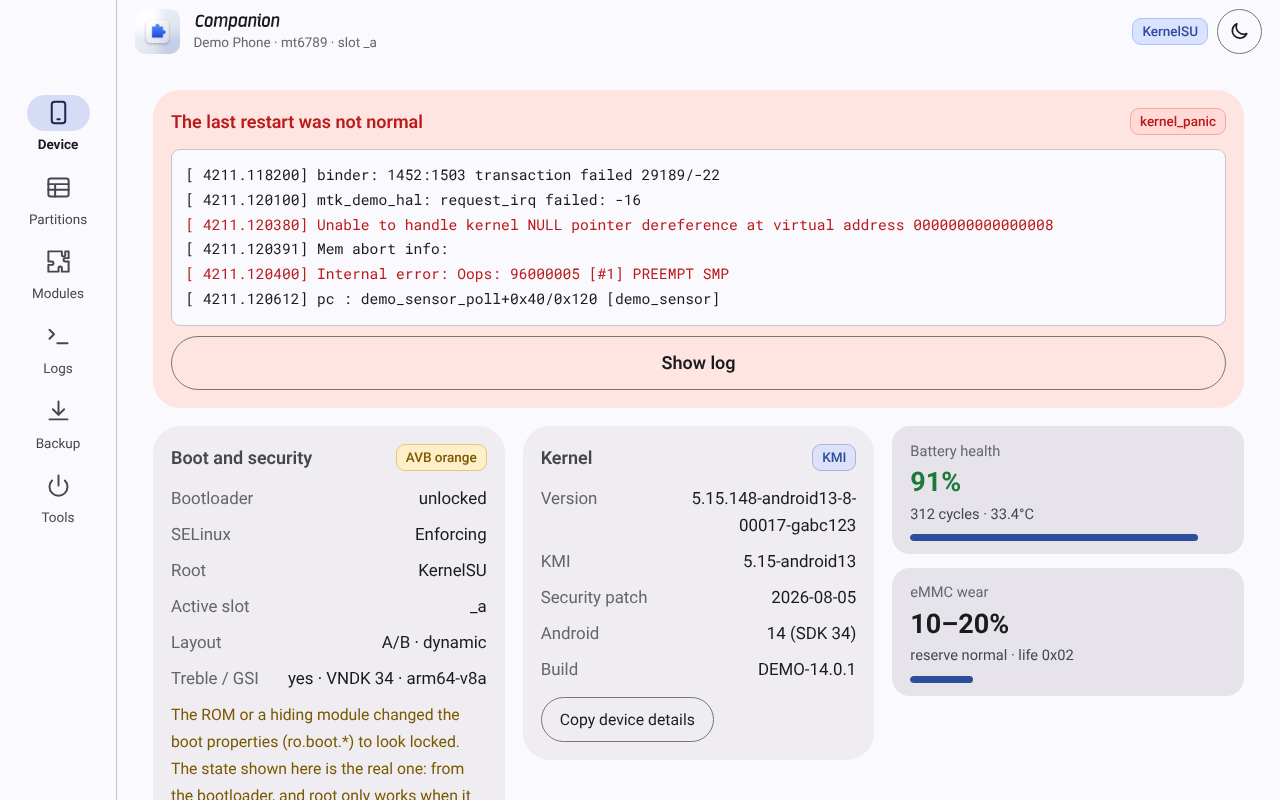 Companion
Demo Phone · mt6789 · slot _a
KernelSU
Device
Partitions
Modules
Logs
Backup
Tools
The last restart was not normal
kernel_panic
[ 4211.118200] binder: 1452:1503 transaction failed 29189/-22
[ 4211.120100] mtk_demo_hal: request_irq failed: -16
[ 4211.120380] Unable to handle kernel NULL pointer dereference at virtual address 0000000000000008
[ 4211.120391] Mem abort info:
[ 4211.120400] Internal error: Oops: 96000005 [#1] PREEMPT SMP
[ 4211.120612] pc : demo_sensor_poll+0x40/0x120 [demo_sensor]
Show log
Boot and security
AVB orange
Bootloader unlocked
SELinux Enforcing
Root KernelSU
Active slot _a
Layout A/B · dynamic
Treble / GSI yes · VNDK 34 · arm64-v8a
The ROM or a hiding module changed the
boot properties (ro.boot.*) to look locked.
The state shown here is the real one: from
the bootloader, and root only works when it
Kernel
KMI
Version 5.15.148-android13-8-
00017-gabc123
KMI 5.15-android13
Security patch 2026-08-05
Android 14 (SDK 34)
Build DEMO-14.0.1
Copy device details
Battery health
91%
312 cycles · 33.4°C
eMMC wear
10–20%
reserve normal · life 0x02